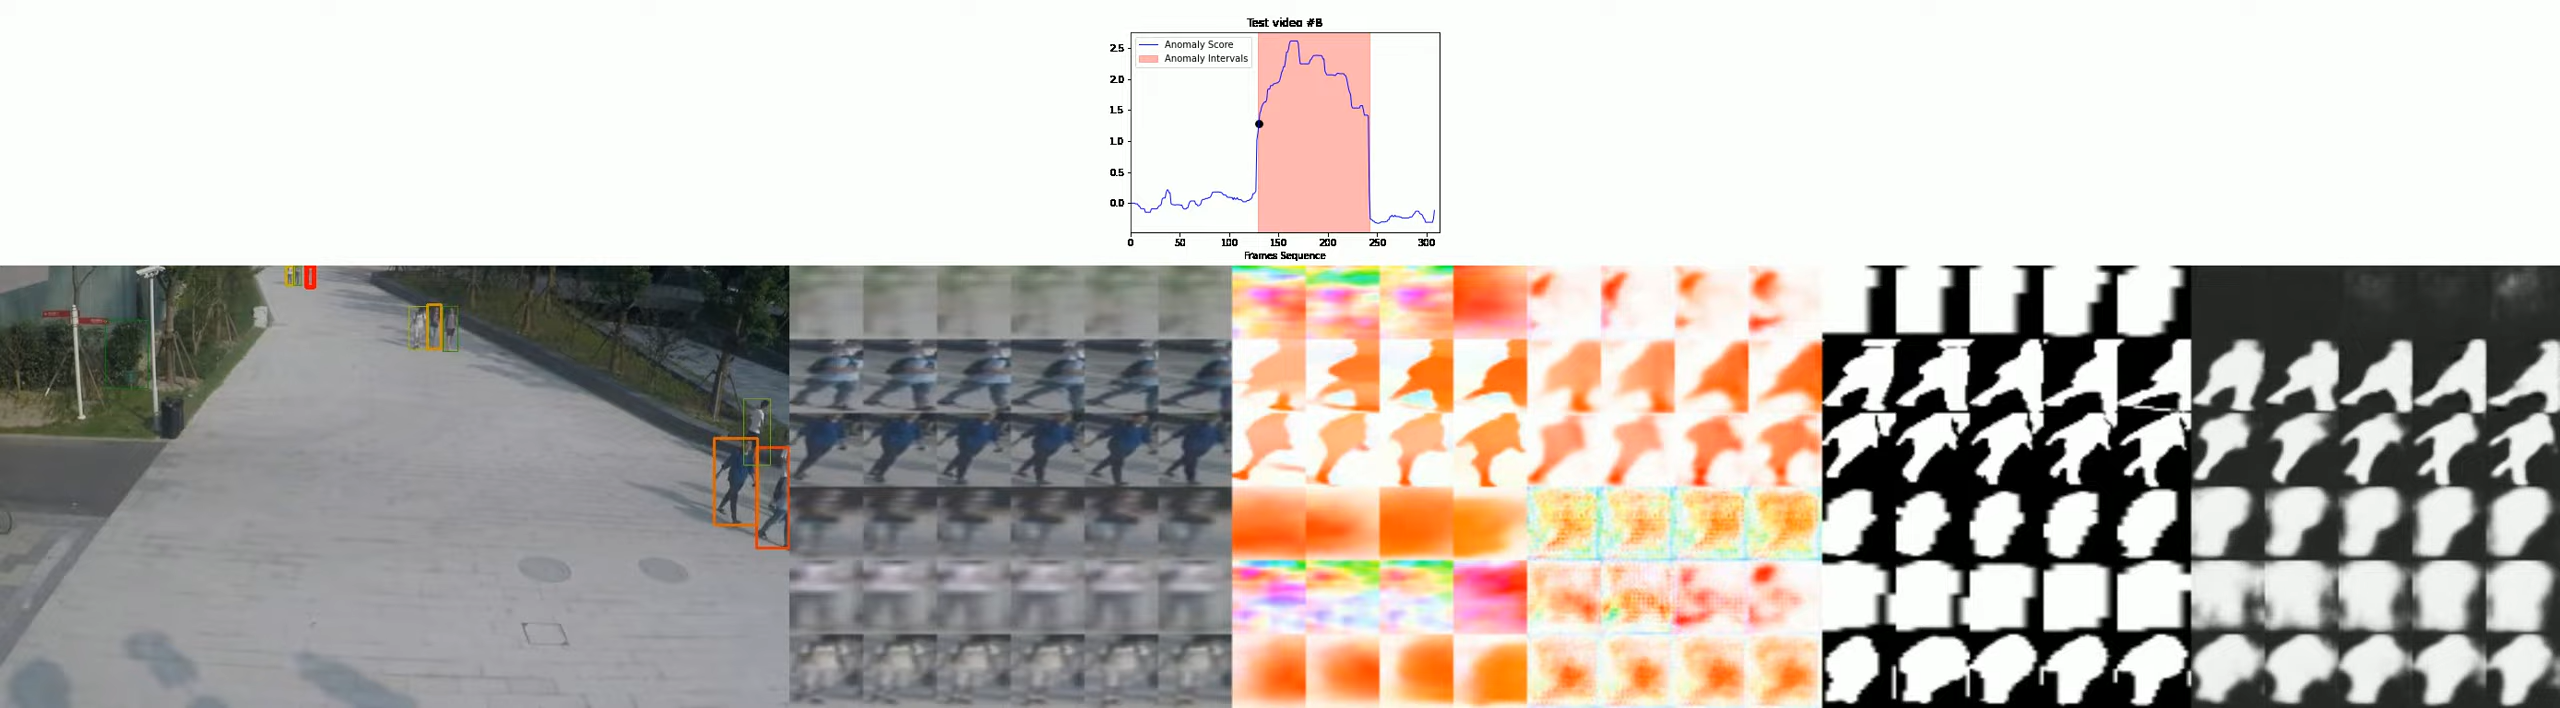 Test video #8
Anomaly Score
Anomaly Intervals
2.5
2.0
1.5
1.0
0.5
0.0
0 50 100 150 200 250 300
Frames Sequence